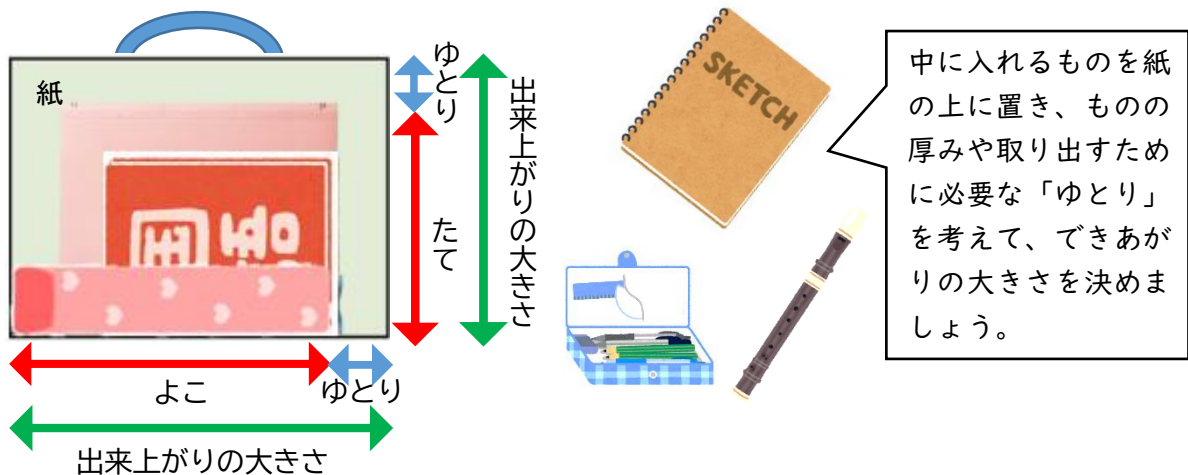 紙
ゆとり
たて
出来上がりの大きさ
よこ
ゆとり
出来上がりの大きさ
SKETCH
中に入れるものを紙
の上に置き、ものの
厚みや取り出すため
に必要な「ゆとり」
を考えて、できあが
りの大きさを決めま
しょう。